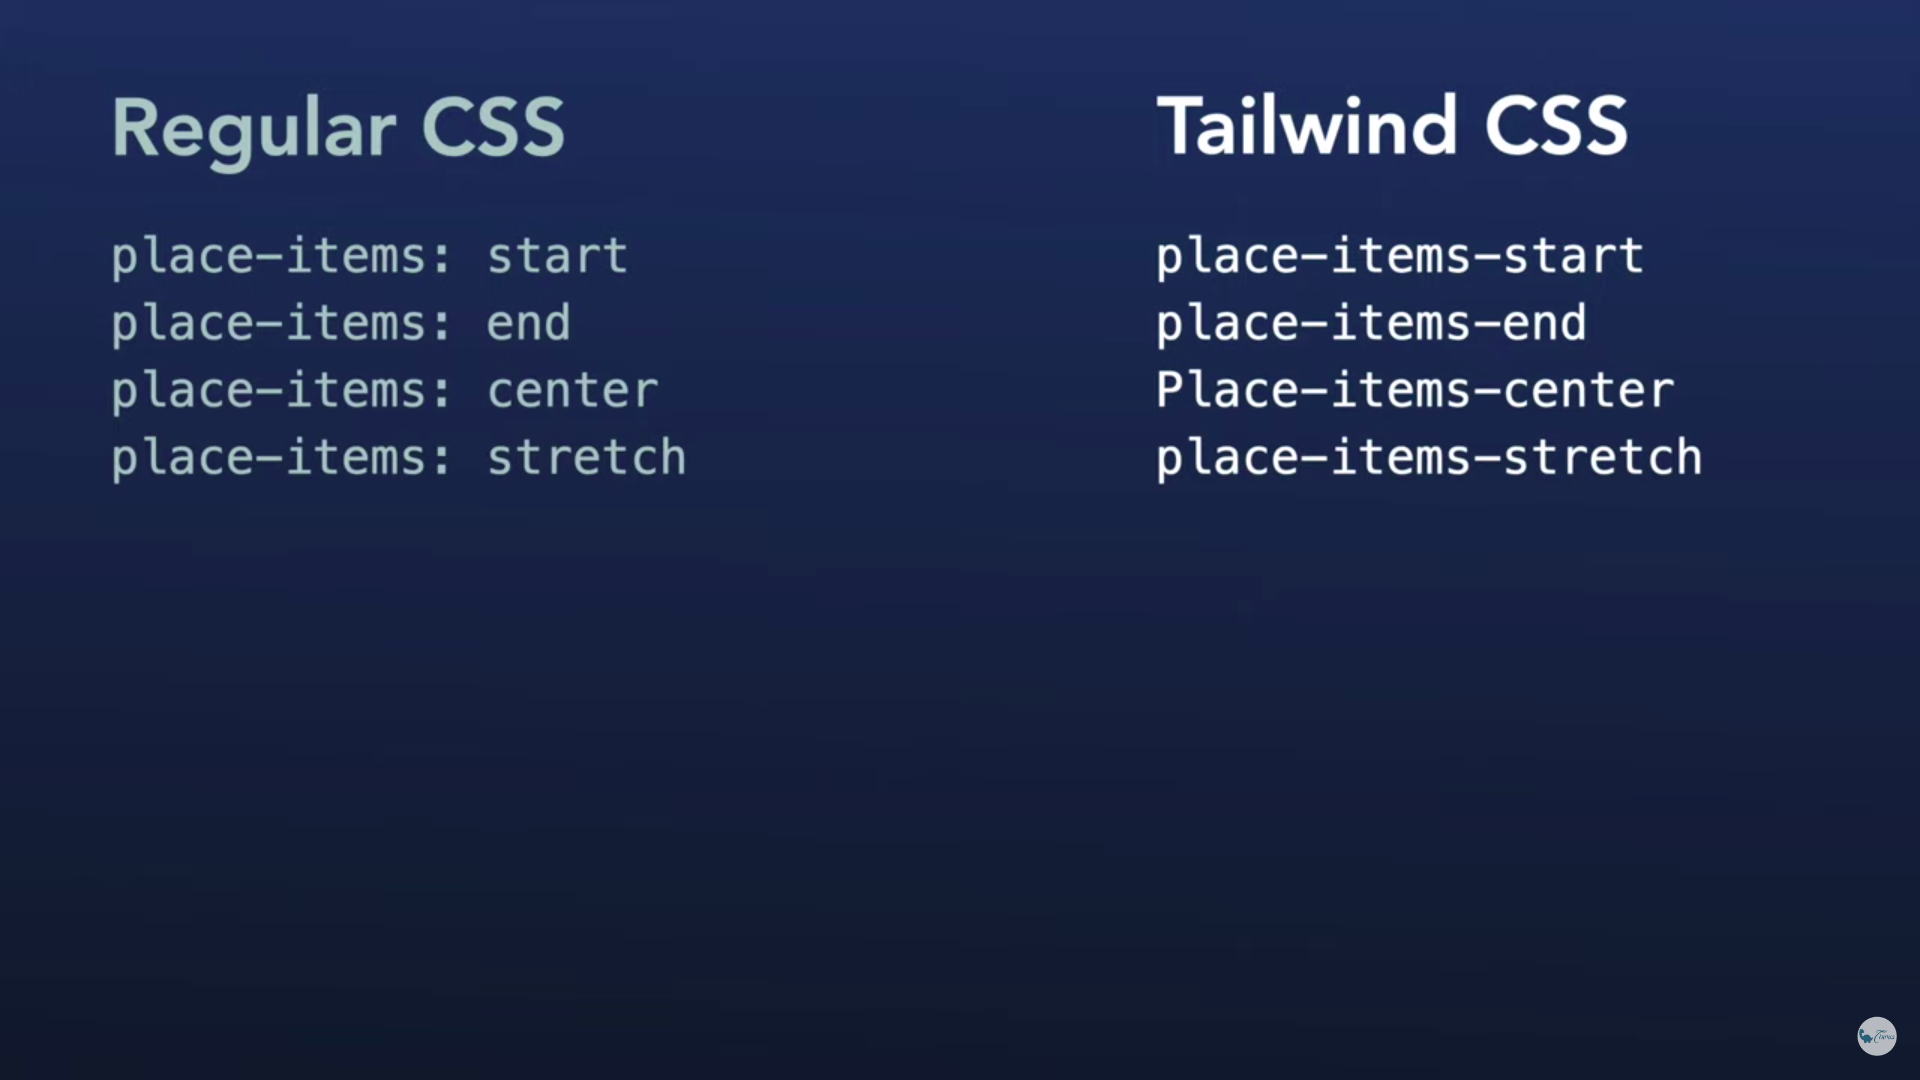 Regular CSS
place-items: start
place-items: end
place-items: center
place-items: stretch
Tailwind CSS
place-items-start
place-items-end
Place-items-center
place-items-stretch